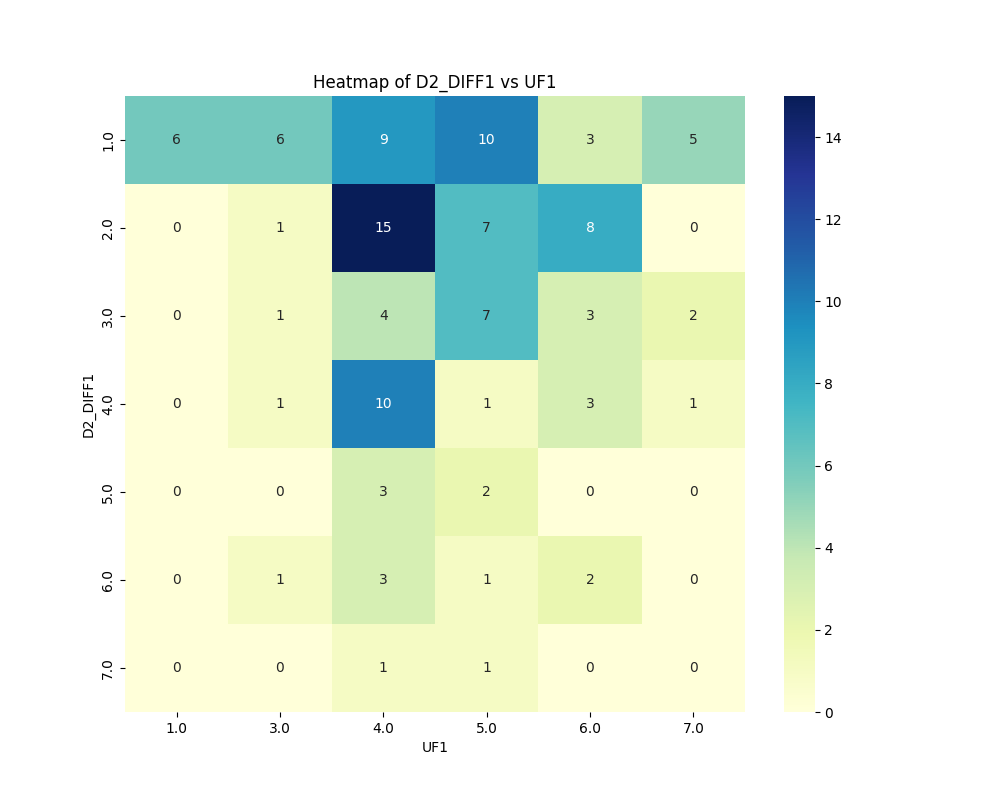 Heatmap of D2_DIFF1 vs UF1
1.0 6 6 9 10 3 5
2.0 0 1 15 7 8 0
3.0 0 1 4 7 3 2
4.0 0 1 10 1 3 1
5.0 0 0 3 2 0 0
6.0 0 1 3 1 2 0
7.0 0 0 1 1 0 0
1.0 3.0 4.0 5.0 6.0 7.0
UF1
D2_DIFF1
14
12
10
8
6
4
2
0